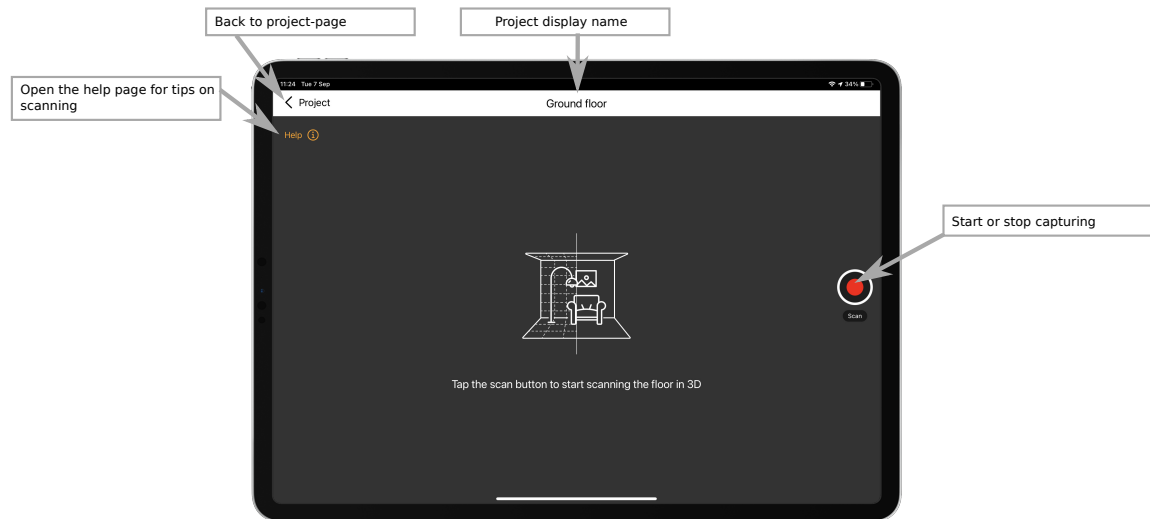 Back to project-page
Project display name
Open the help page for tips on
scanning
11:24 Tue 7 Sep
34%
Project
Ground floor
Help
Start or stop capturing
Scan
Tap the scan button to start scanning the floor in 3D